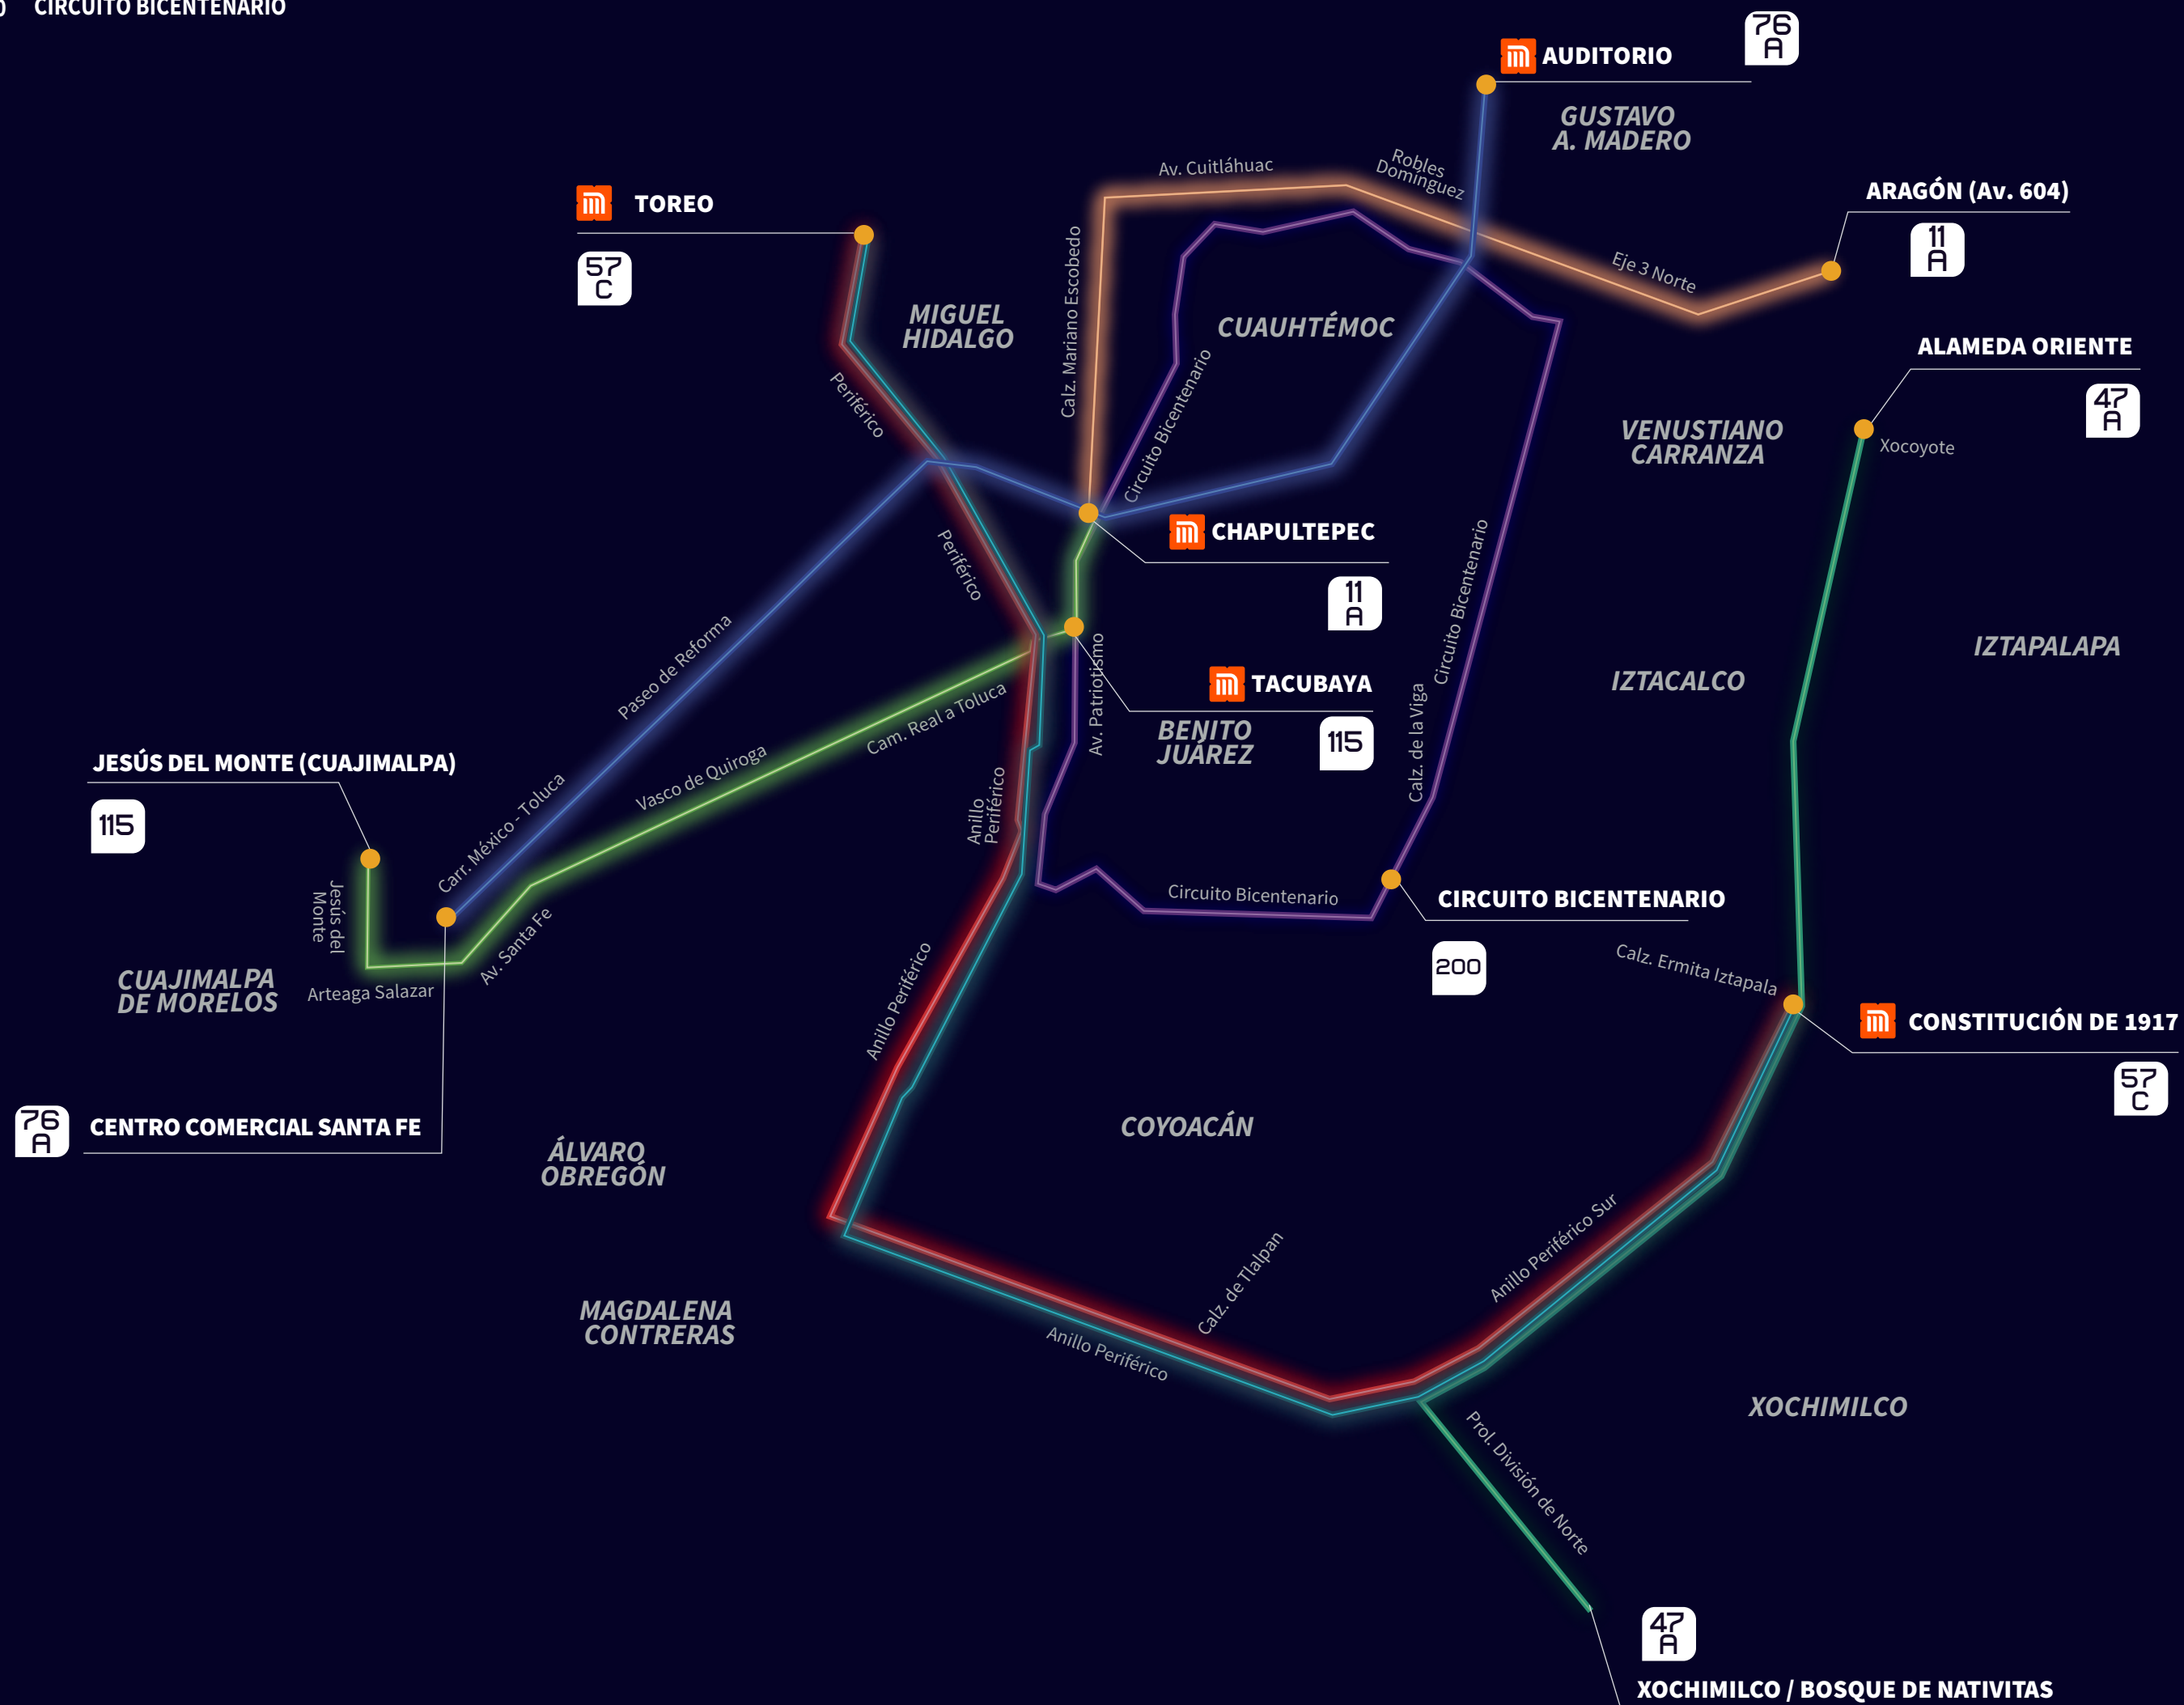 CIRCUITO BICENTENARIO
76
A
AUDITORIO
GUSTAVO
A. MADERO
Av. Cuitláhuac
Robles
Domínguez
ARAGÓN (Av. 604)
11
A
TOREO
57
C
Calz. Mariano Escobedo
Eje 3 Norte
MIGUEL
HIDALGO
CUAUHTÉMOC
ALAMEDA ORIENTE
47
A
Periférico
Circuito Bicentenario
VENUSTIANO
CARRANZA
Xocoyote
CHAPULTEPEC
11
A
Periférico
Circuito Bicentenario
Paseo de Reforma
IZTAPALAPA
TACUBAYA
115
Av. Patriotismo
IZTACALCO
Cam. Real a Toluca
BENITO
JUÁREZ
Calz. de la Viga
JESÚS DEL MONTE (CUAJIMALPA)
115
Vasco de Quiroga
Anillo
Periférico
Carr. México - Toluca
Circuito Bicentenario
CIRCUITO BICENTENARIO
200
Jesús del
Monte
Av. Santa Fe
Arteaga Salazar
CUAJIMALPA
DE MORELOS
Anillo Periférico
Calz. Ermita Iztapala
CONSTITUCIÓN DE 1917
57
C
76
A
CENTRO COMERCIAL SANTA FE
ÁLVARO
OBREGÓN
COYOACÁN
Anillo Periférico Sur
Calz. de Tlalpan
MAGDALENA
CONTRERAS
Anillo Periférico
XOCHIMILCO
Prol. División de Norte
47
A
XOCHIMILCO / BOSQUE DE NATIVITAS